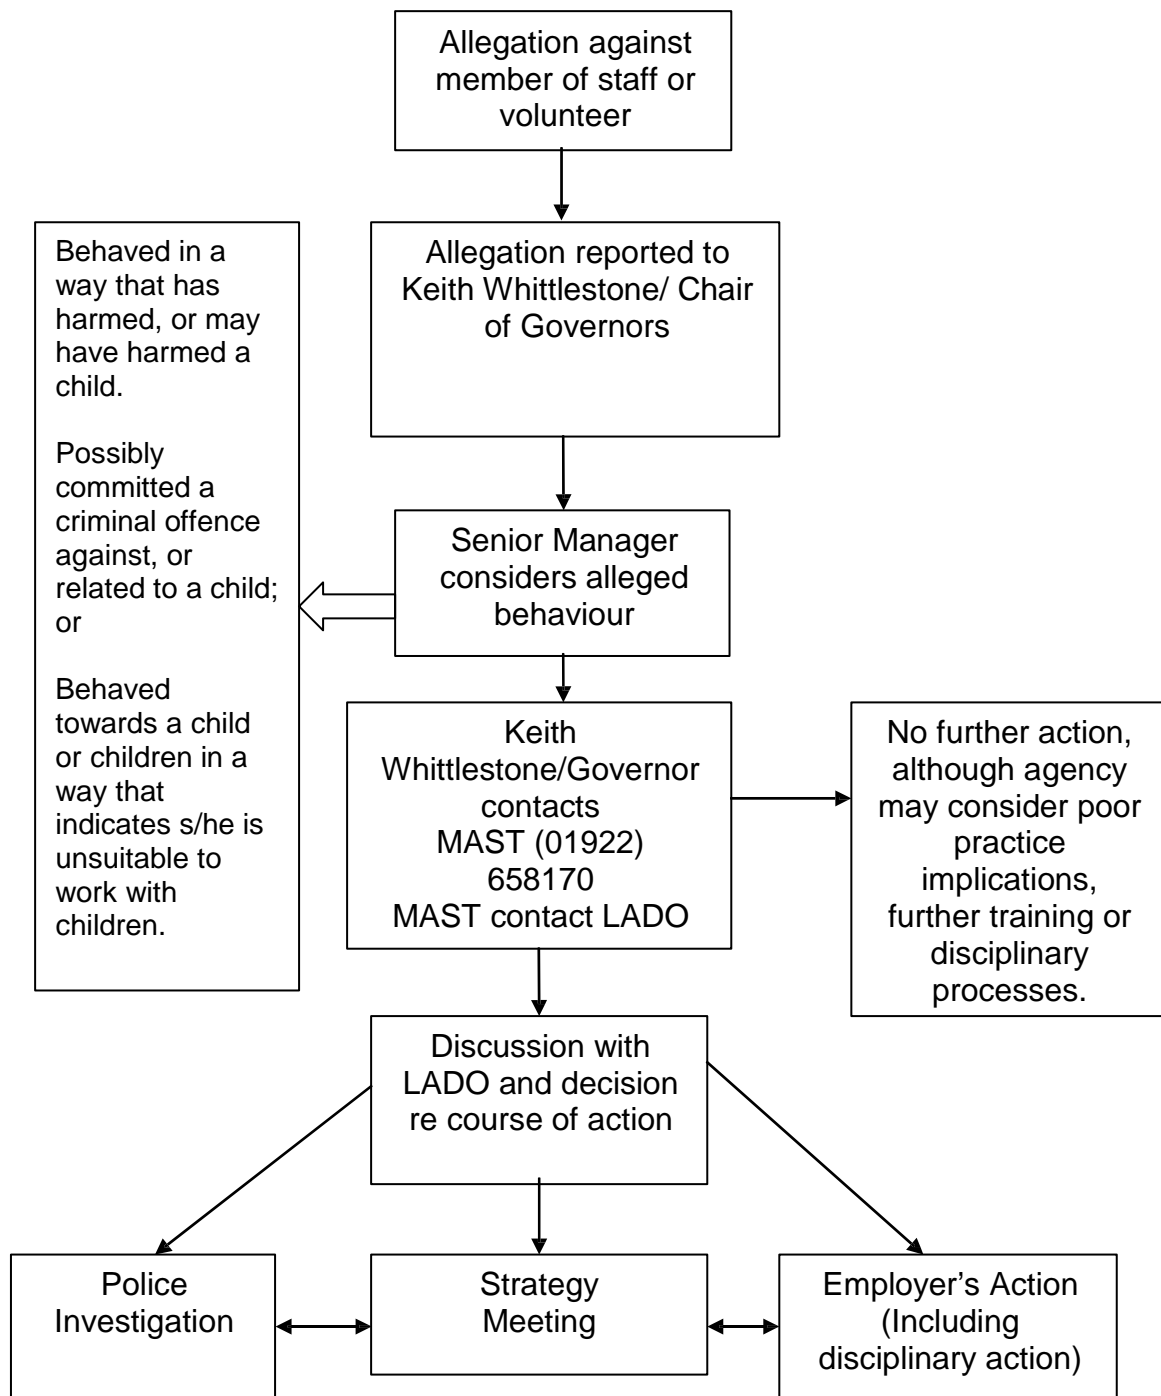 Allegation against
member of staff or
volunteer
Allegation reported to
Keith Whittlestone/ Chair
of Governors
Behaved in a
way that has
harmed, or may
have harmed a
child.
Possibly
committed a
criminal offence
against, or
related to a child;
or
Behaved
towards a child
or children in a
way that
indicates s/he is
unsuitable to
work with
children.
Senior Manager
considers alleged
behaviour
Keith
Whittlestone/Governor
contacts
MAST (01922)
658170
MAST contact LADO
No further action,
although agency
may consider poor
practice
implications,
further training or
disciplinary
processes.
Discussion with
LADO and decision
re course of action
Police
Investigation
Strategy
Meeting
Employer’s Action
(Including
disciplinary action)